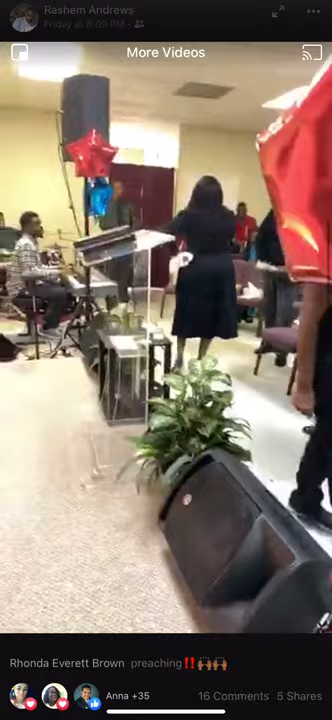 Rashem Andrews
Friday at 8:05 PM ·
More Videos
Rhonda Everett Brown preaching‼️🙌🏾🙌🏾
Anna +35
16 Comments 5 Shares